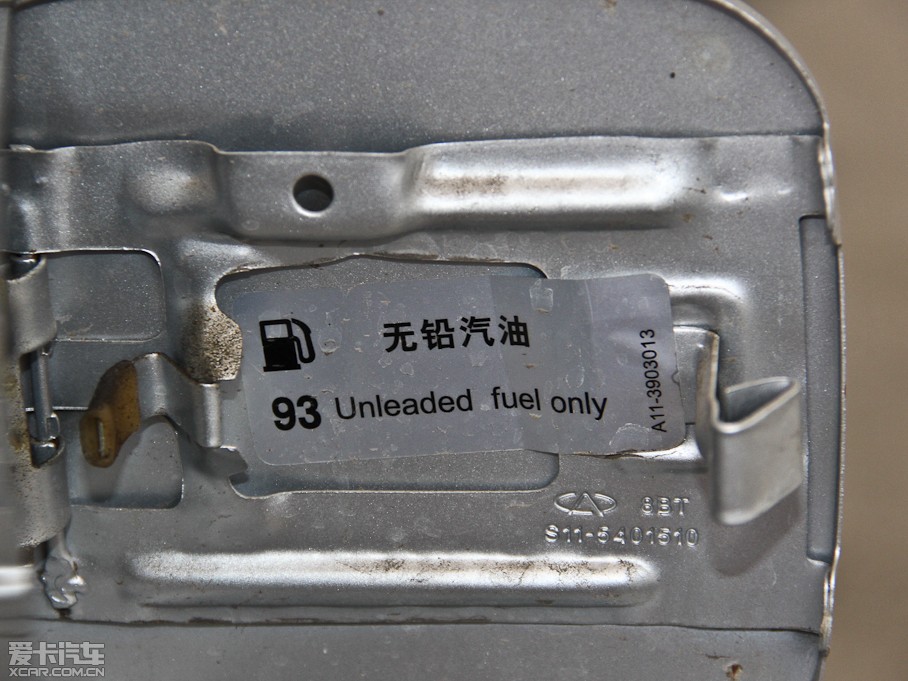 无铅汽油
93 Unleaded fuel only
A11-3903013
8BT
S11-5401510
爱卡汽车
XCAR.COM.CN